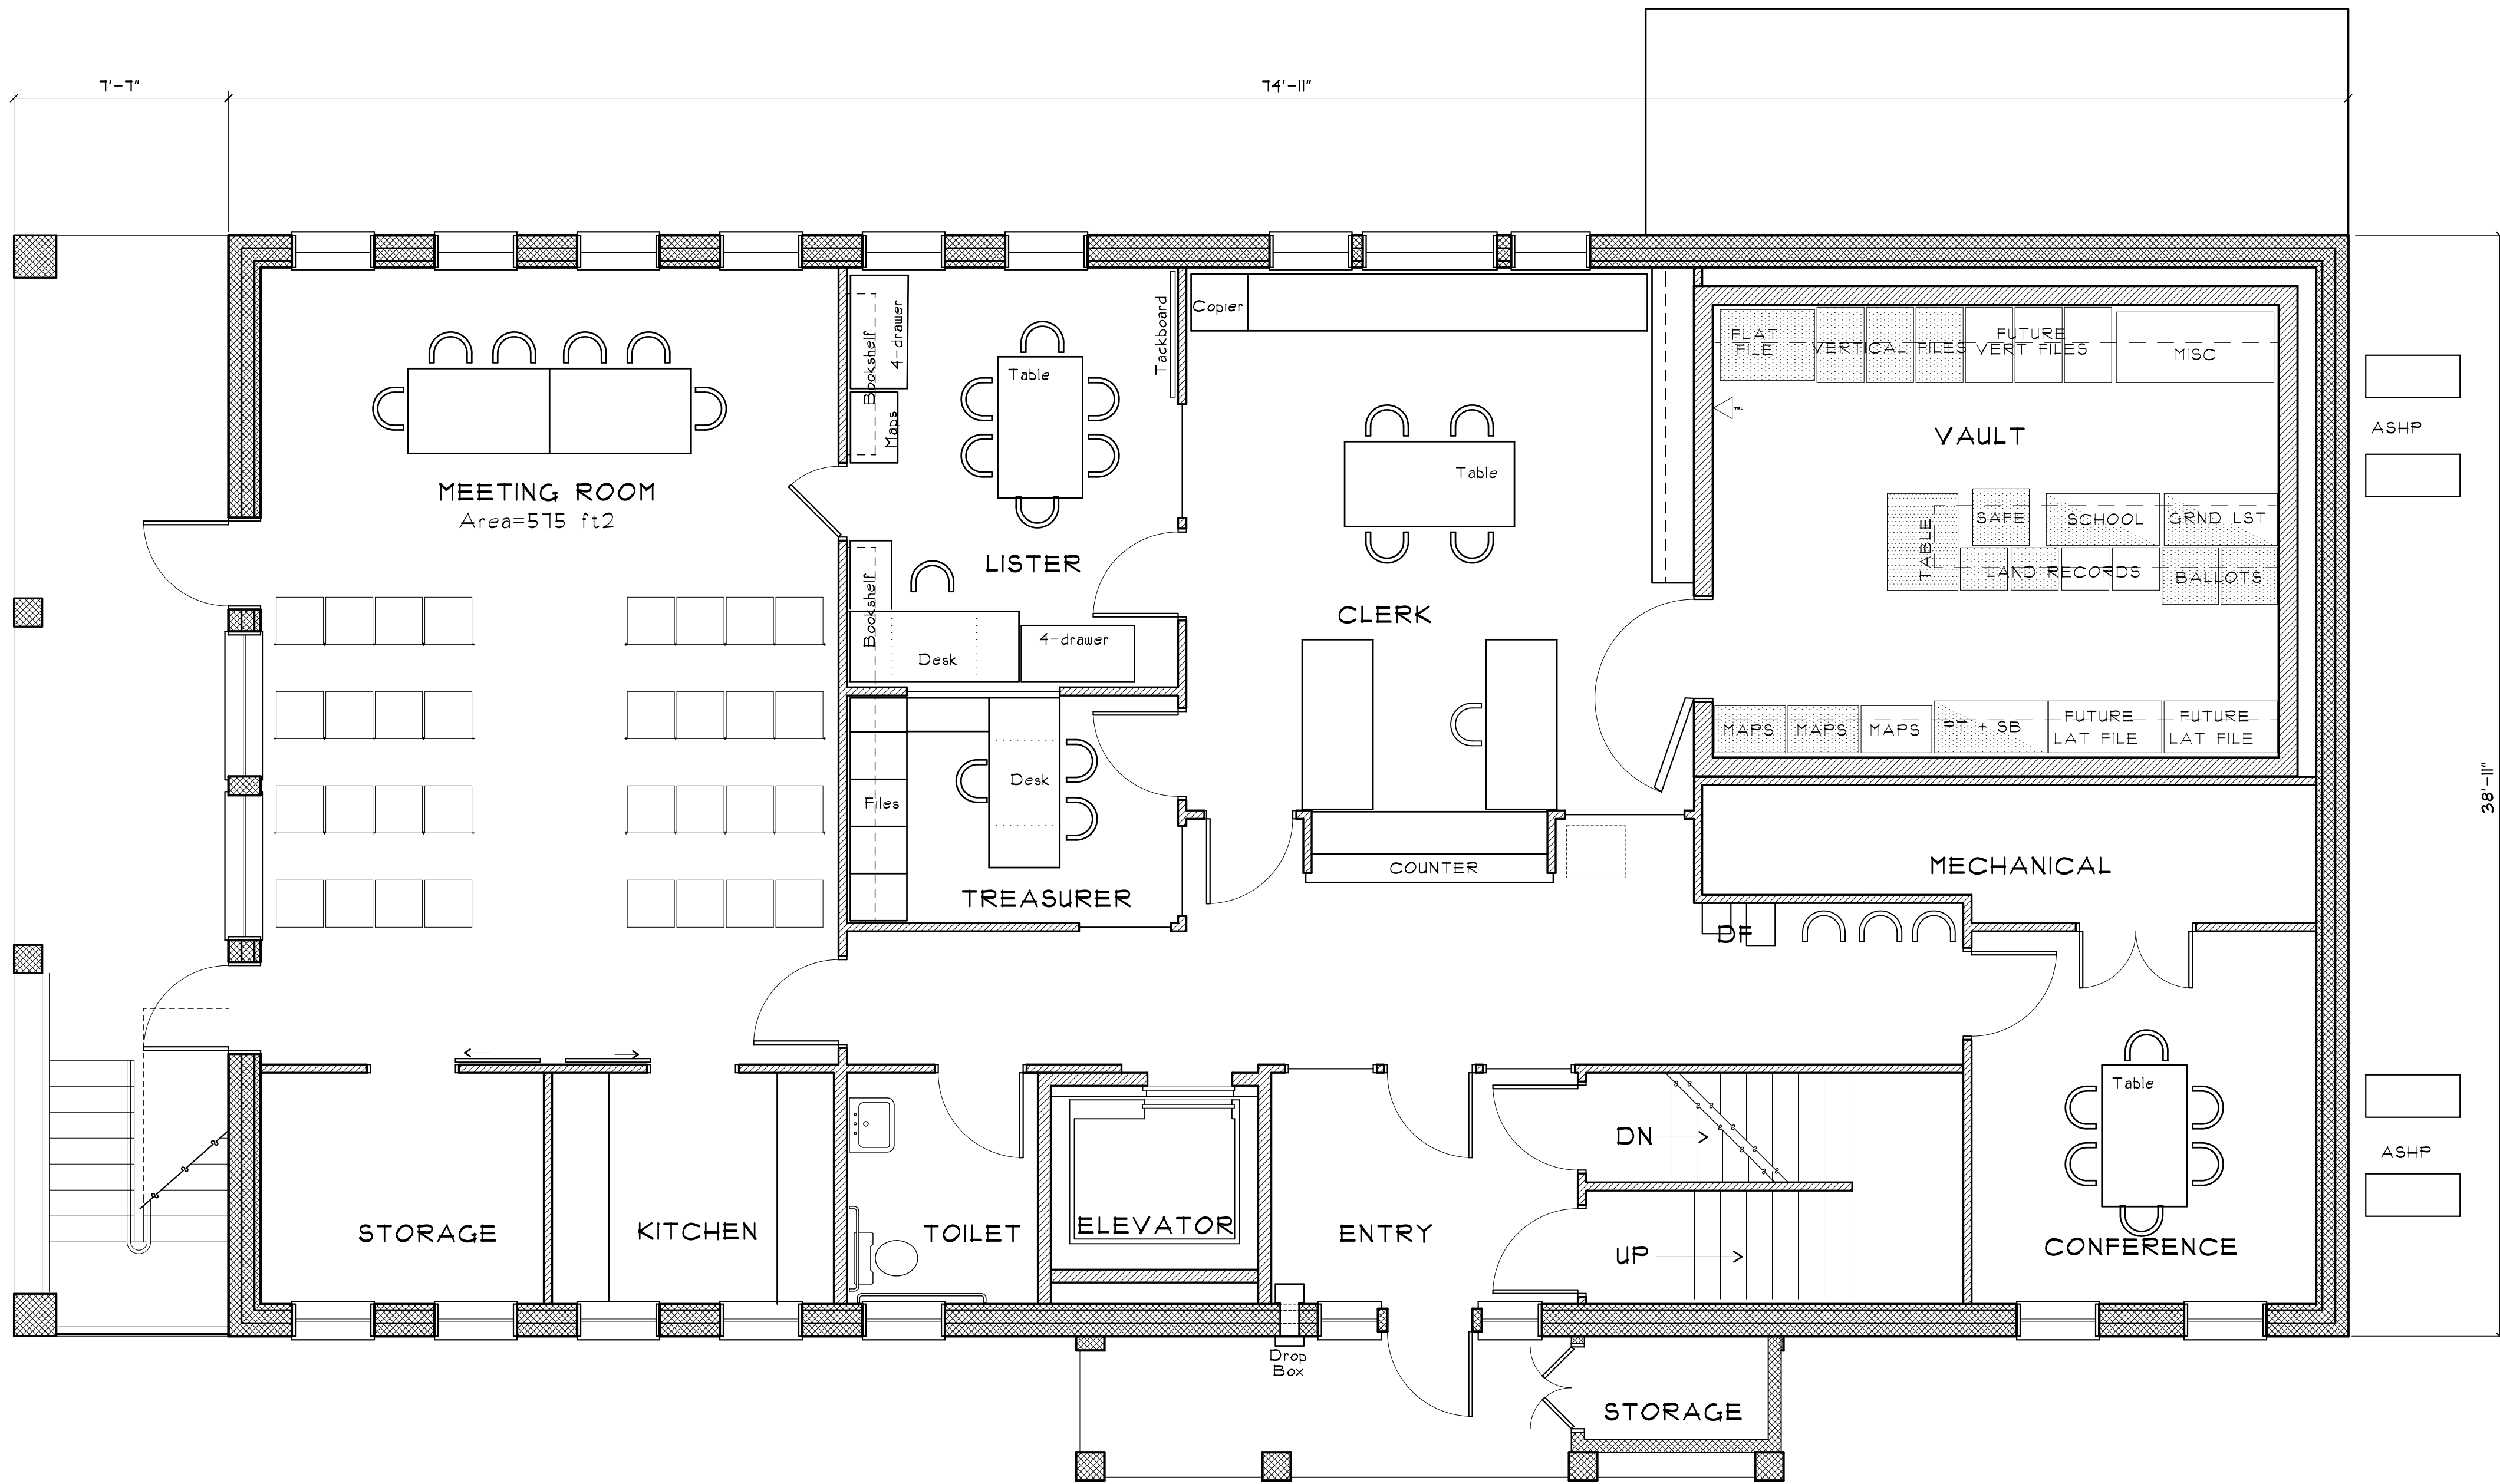 7'-7"
74'-11"
Copier
Bookshelf
4-drawer
Maps
Table
Tackboard
FLAT
FILE
VERTICAL FILES
FUTURE
VERT FILES
MISC
TEL
VAULT
ASHP
Table
MEETING ROOM
Area=575 ft2
LISTER
TABLE
SAFE
SCHOOL
GRND LST
LAND RECORDS
BALLOTS
CLERK
Bookshelf
Desk
4-drawer
MAPS
MAPS
MAPS
PT + SB
FUTURE
LAT FILE
FUTURE
LAT FILE
Desk
Files
38'-11"
TREASURER
COUNTER
MECHANICAL
DF
Table
DN
ASHP
STORAGE
KITCHEN
TOILET
ELEVATOR
ENTRY
UP
CONFERENCE
Drop
Box
STORAGE